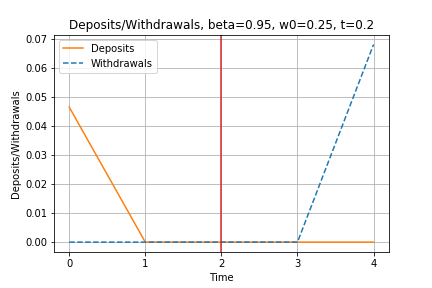 Deposits/Withdrawals, beta=0.95, w0=0.25, t=0.2
Deposits
Withdrawals
Deposits/Withdrawals
0.07
0.06
0.05
0.04
0.03
0.02
0.01
0.00
0 1 2 3 4
Time